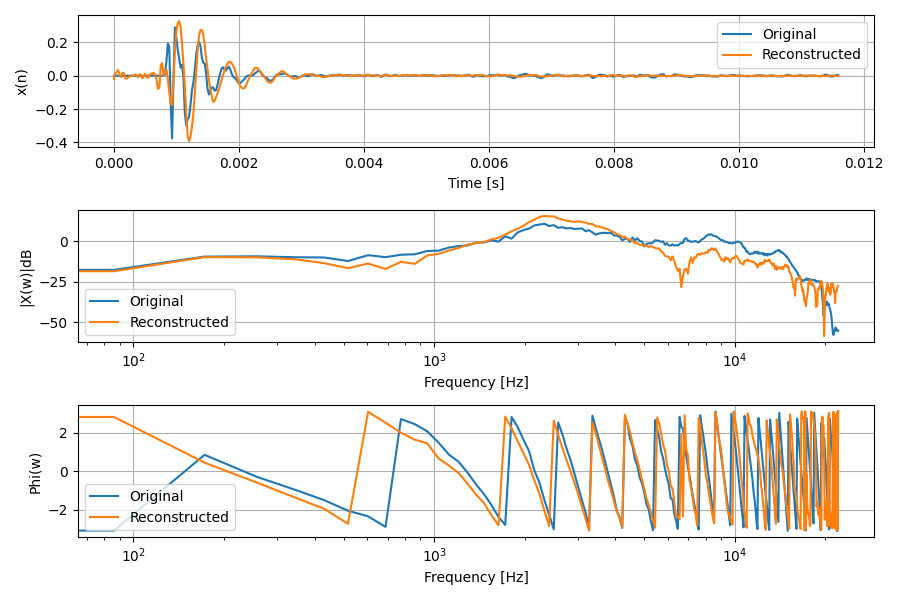 0.2
0.0
−0.2
−0.4
x(n)
Original
Reconstructed
0.000
0.002
0.004
0.006
0.008
0.010
0.012
Time [s]
0
−25
−50
|X(w)|dB
Original
Reconstructed
10²
10³
10⁴
Frequency [Hz]
2
0
−2
Phi(w)
Original
Reconstructed
10²
10³
10⁴
Frequency [Hz]